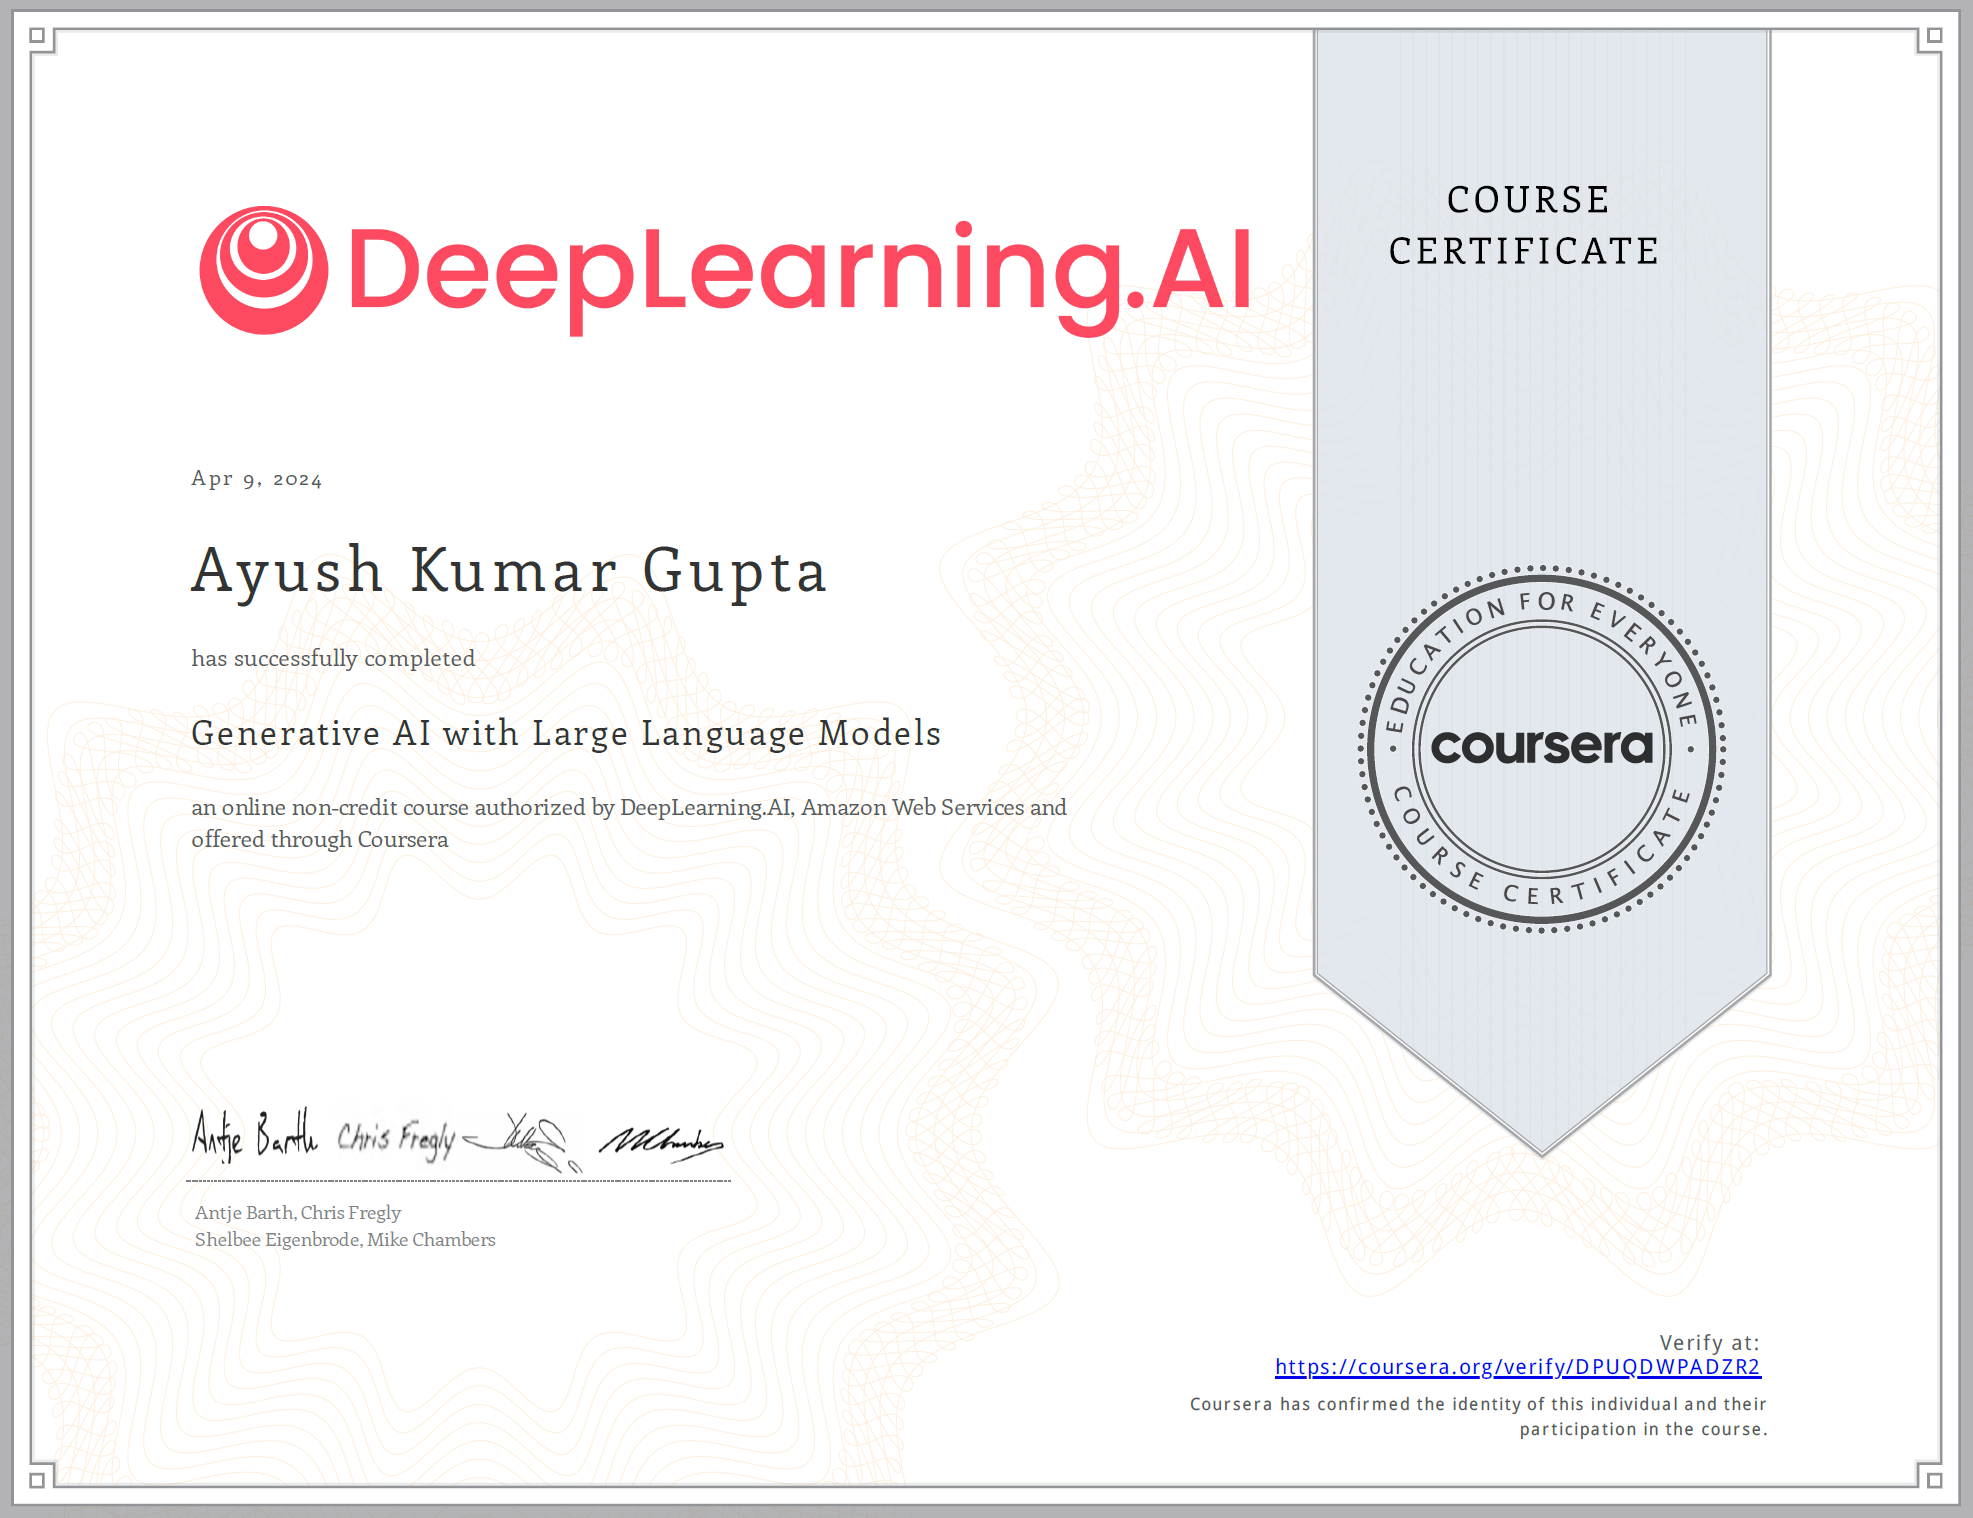 DeepLearning.AI
COURSE
CERTIFICATE
Apr 9, 2024
Ayush Kumar Gupta
has successfully completed
Generative AI with Large Language Models
an online non-credit course authorized by DeepLearning.AI, Amazon Web Services and
offered through Coursera
EDUCATION FOR EVERYONE
coursera
COURSE CERTIFICATE
Antje Barth Chris Fregly
Antje Barth, Chris Fregly
Shelbee Eigenbrode, Mike Chambers
Verify at:
https://coursera.org/verify/DPUQDWPADZR2
Coursera has confirmed the identity of this individual and their
participation in the course.